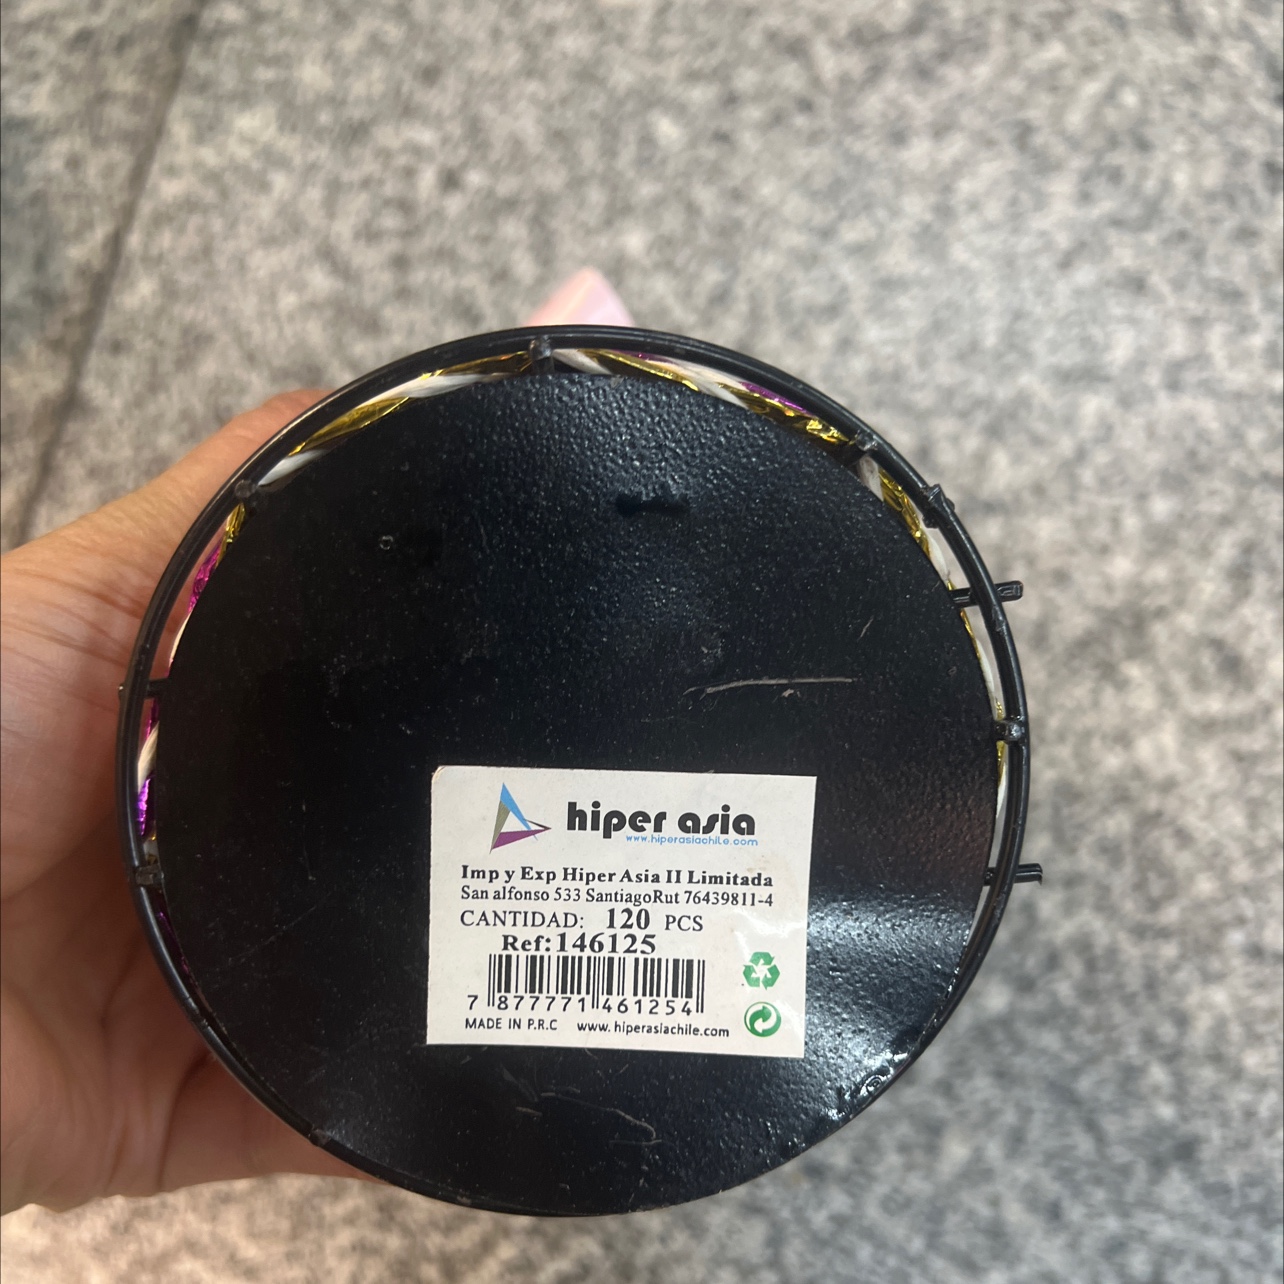 hiper asia
www.hiperasiachile.com
Imp y Exp Hiper Asia II Limitada
San alfonso 533 SantiagoRut 76439811-4
CANTIDAD: 120 PCS
Ref:146125
7 877771 461254
MADE IN P.R.C www.hiperasiachile.com